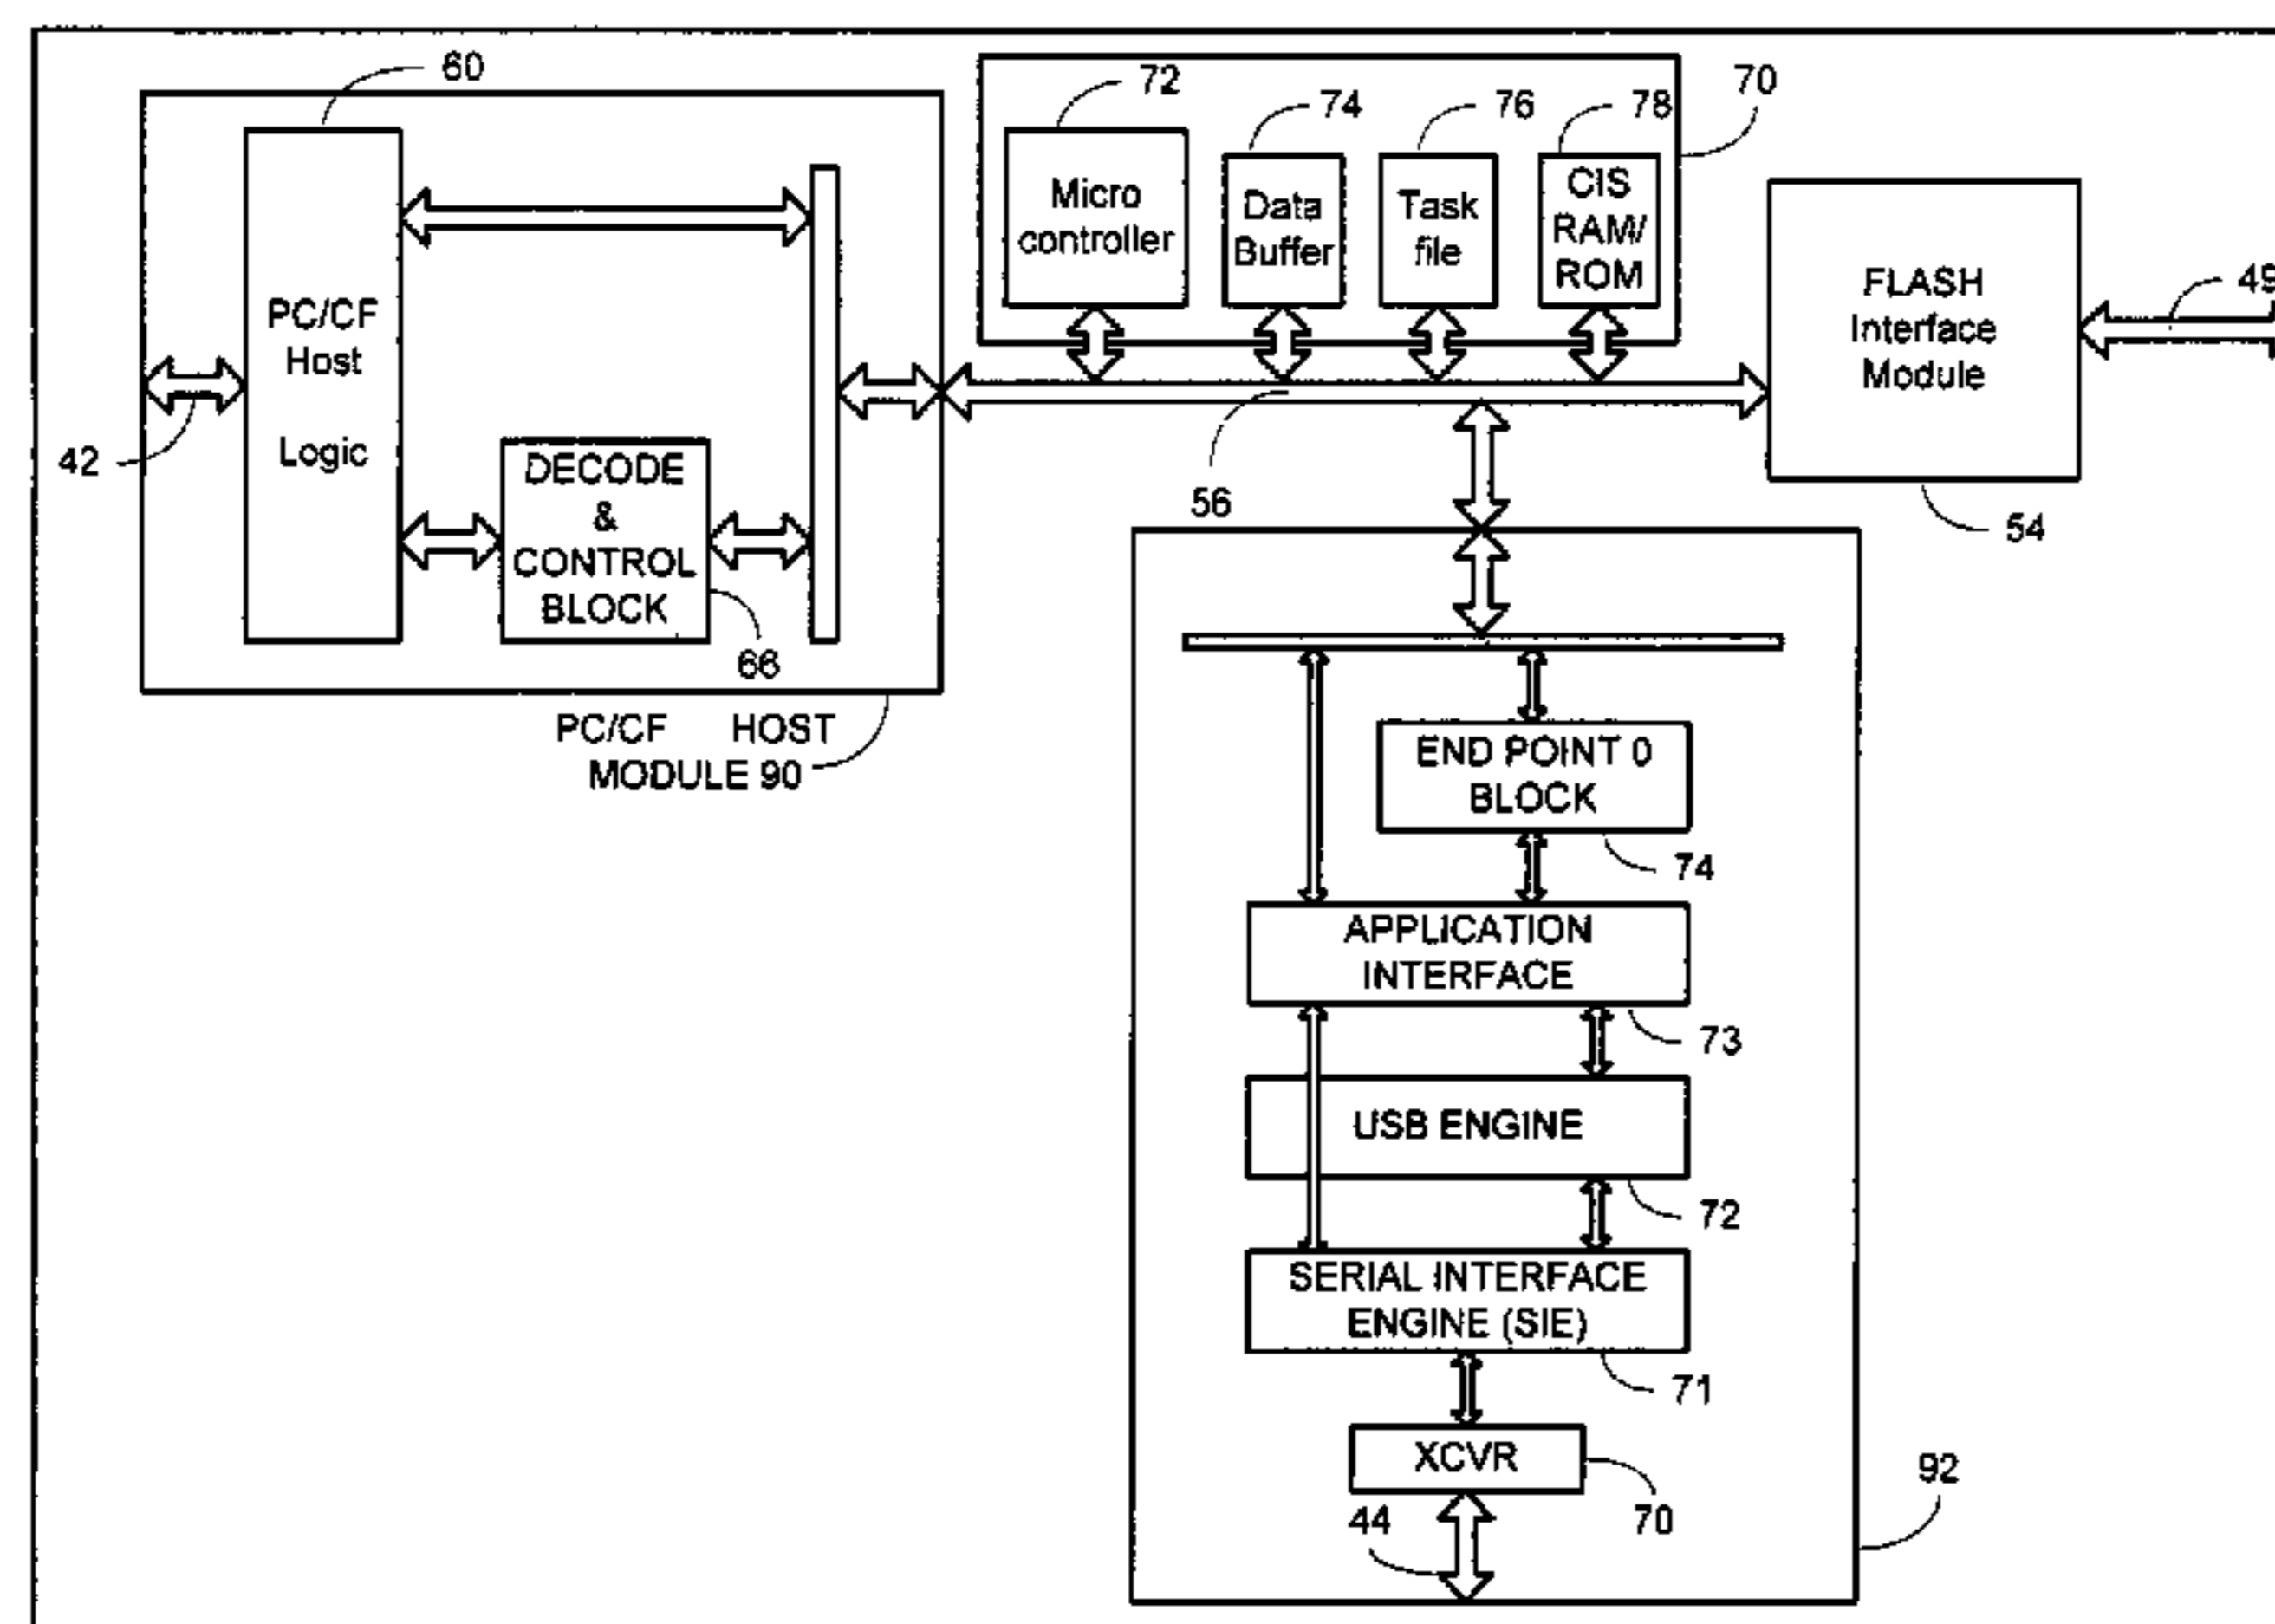 60
72
74
76
78
70
Micro
controller
Data
Buffer
Task
file
CIS
RAM/
ROM
PC/CF
Host
Logic
FLASH
Interface
Module
49
42
DECODE
&
CONTROL
BLOCK
66
56
54
PC/CF HOST
MODULE 90
END POINT 0
BLOCK
74
APPLICATION
INTERFACE
73
USB ENGINE
72
SERIAL INTERFACE
ENGINE (SIE)
71
XCVR
70
44
92